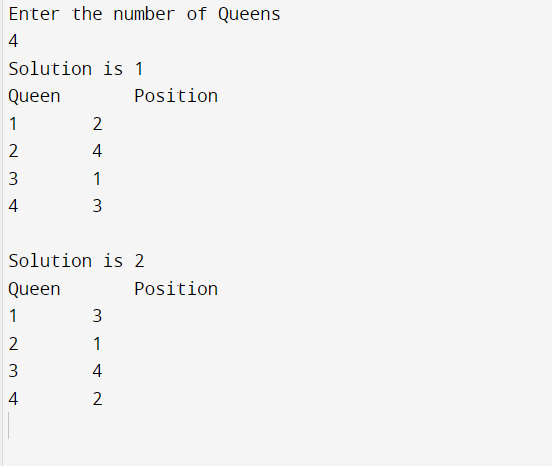 Enter the number of Queens
4
Solution is 1
Queen       Position
1       2
2       4
3       1
4       3

Solution is 2
Queen       Position
1       3
2       1
3       4
4       2